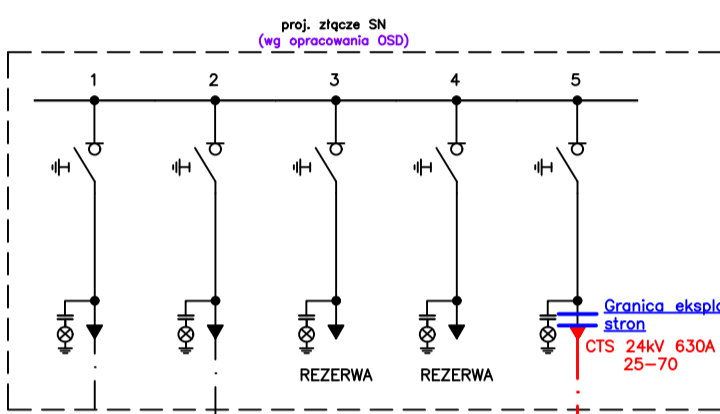 proj. złącze SN
(wg opracowania OSD)
1 2 3 4 5
Granica
stron
CTS 24kV 630A
25-70
REZERWA REZERWA